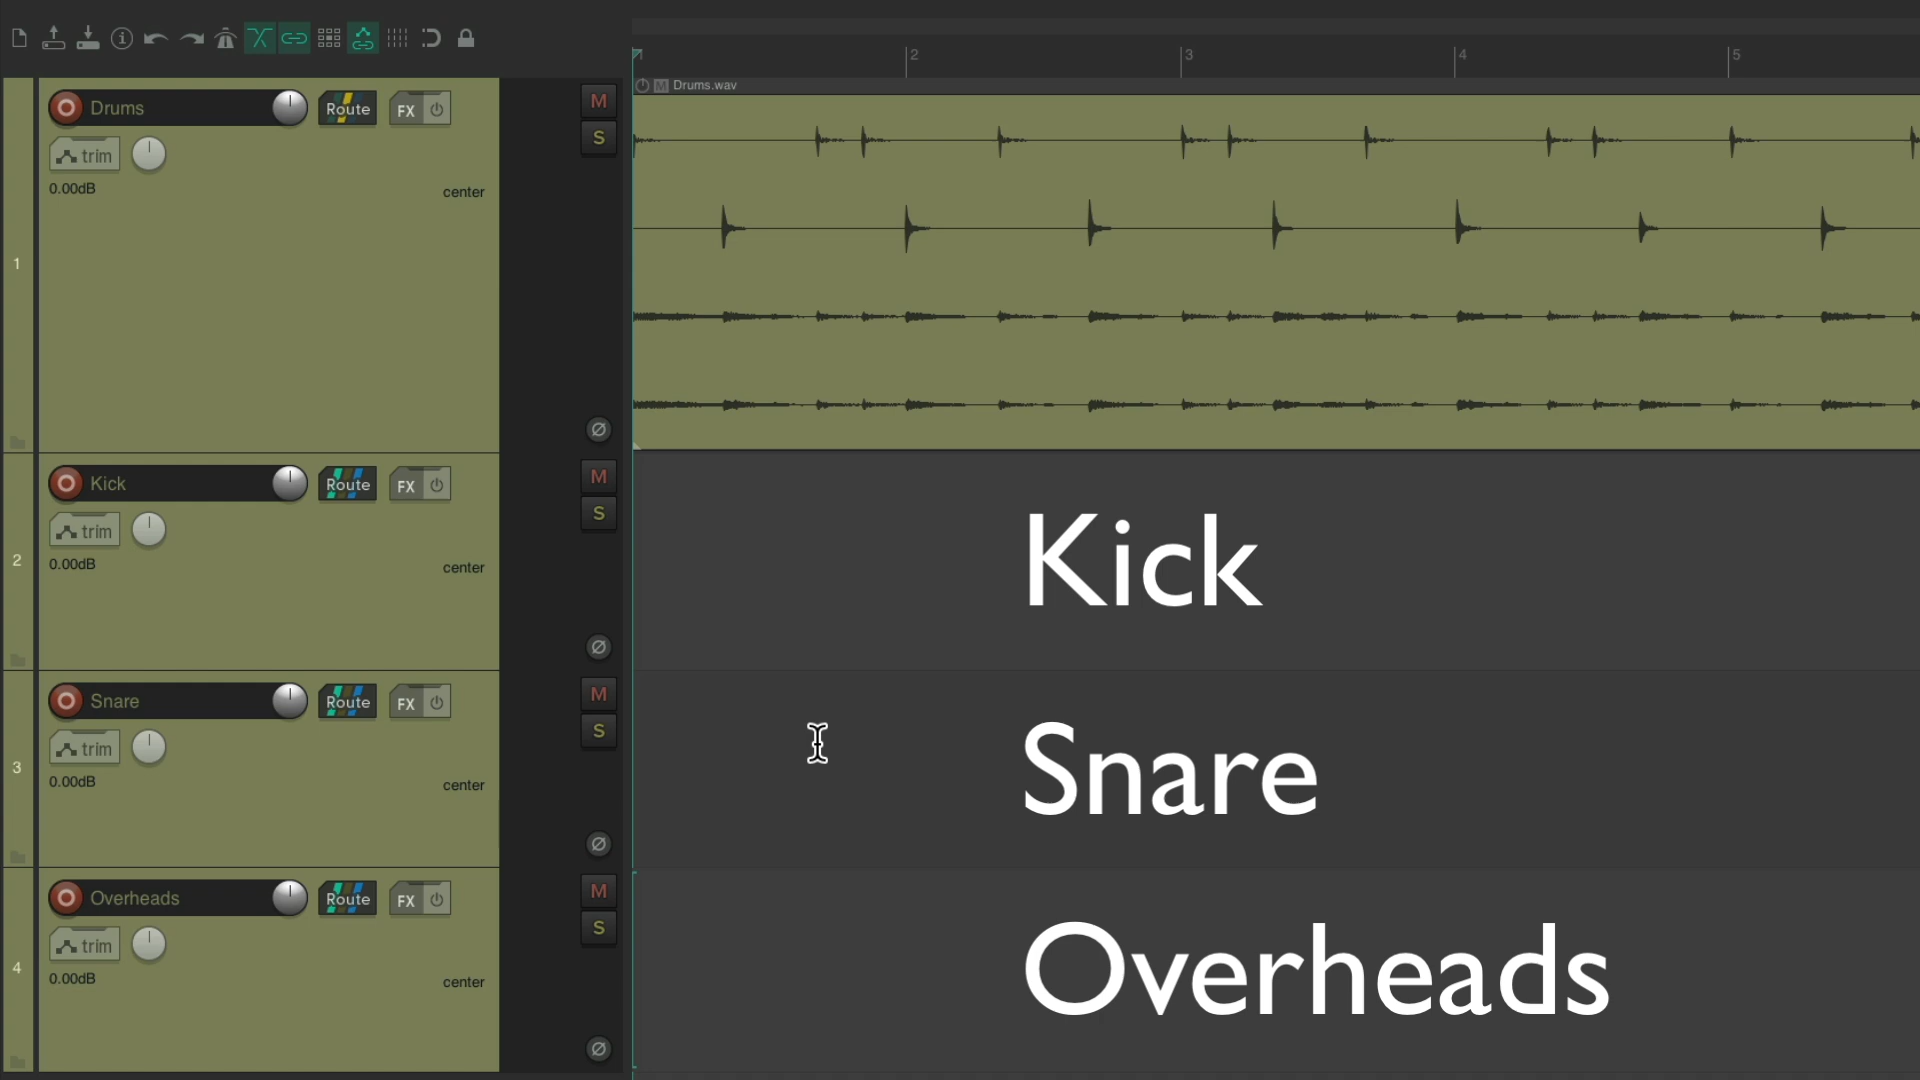 1 2 3 4 5
M Drums.wav
Drums Route FX M
trim S
0.00dB center
1
Kick Route FX M
trim S
0.00dB center
2
Kick
Snare Route FX M
trim S
0.00dB center
3
Snare
Overheads Route FX M
trim S
0.00dB center
4
Overheads